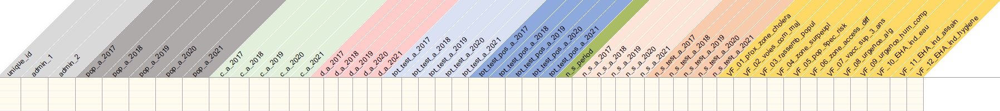 unique_id
admin_1
admin_2
pop_a_2017
pop_a_2018
pop_a_2019
pop_a_2020
pop_a_2021
c_a_2017
c_a_2018
c_a_2019
c_a_2020
c_a_2021
d_a_2017
d_a_2018
d_a_2019
d_a_2020
d_a_2021
tot_test_a_2017
tot_test_a_2018
tot_test_a_2019
tot_test_a_2020
tot_test_a_2021
tot_test_pos_a_2017
tot_test_pos_a_2018
tot_test_pos_a_2019
tot_test_pos_a_2020
tot_test_pos_a_2021
n_s_period
n_s_a_2017
n_s_a_2018
n_s_a_2019
n_s_a_2020
n_s_a_2021
n_s_test_a_2017
n_s_test_a_2018
n_s_test_a_2019
n_s_test_a_2020
n_s_test_a_2021
VF_01_prox_zone_cholera
VF_02_voies_com_maj
VF_03_rassemb_popul
VF_04_zone_surpeupl
VF_05_pop_spec_risk
VF_06_zone_access_diff
VF_07_vacc_sup_3_ans
VF_08_urgence_aig
VF_09_urgence_hum_comp
VF_10_EHA_ind_eau
VF_11_EHA_ind_assain
VF_12_EHA_ind_hygiene